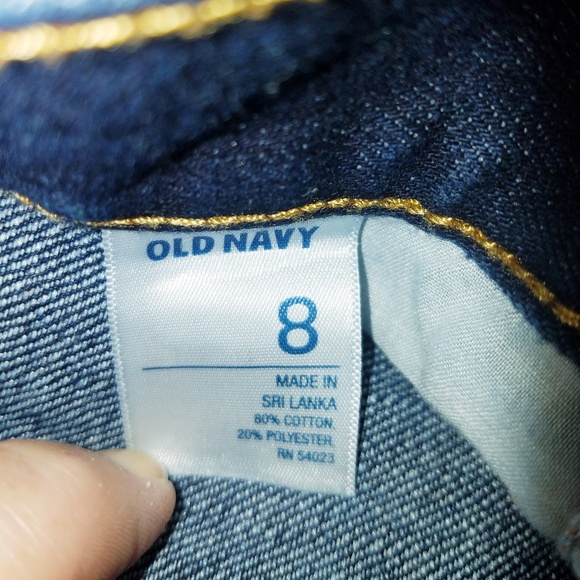 OLD NAVY
8
MADE IN
SRI LANKA
80% COTTON
20% POLYESTER
RN 54023